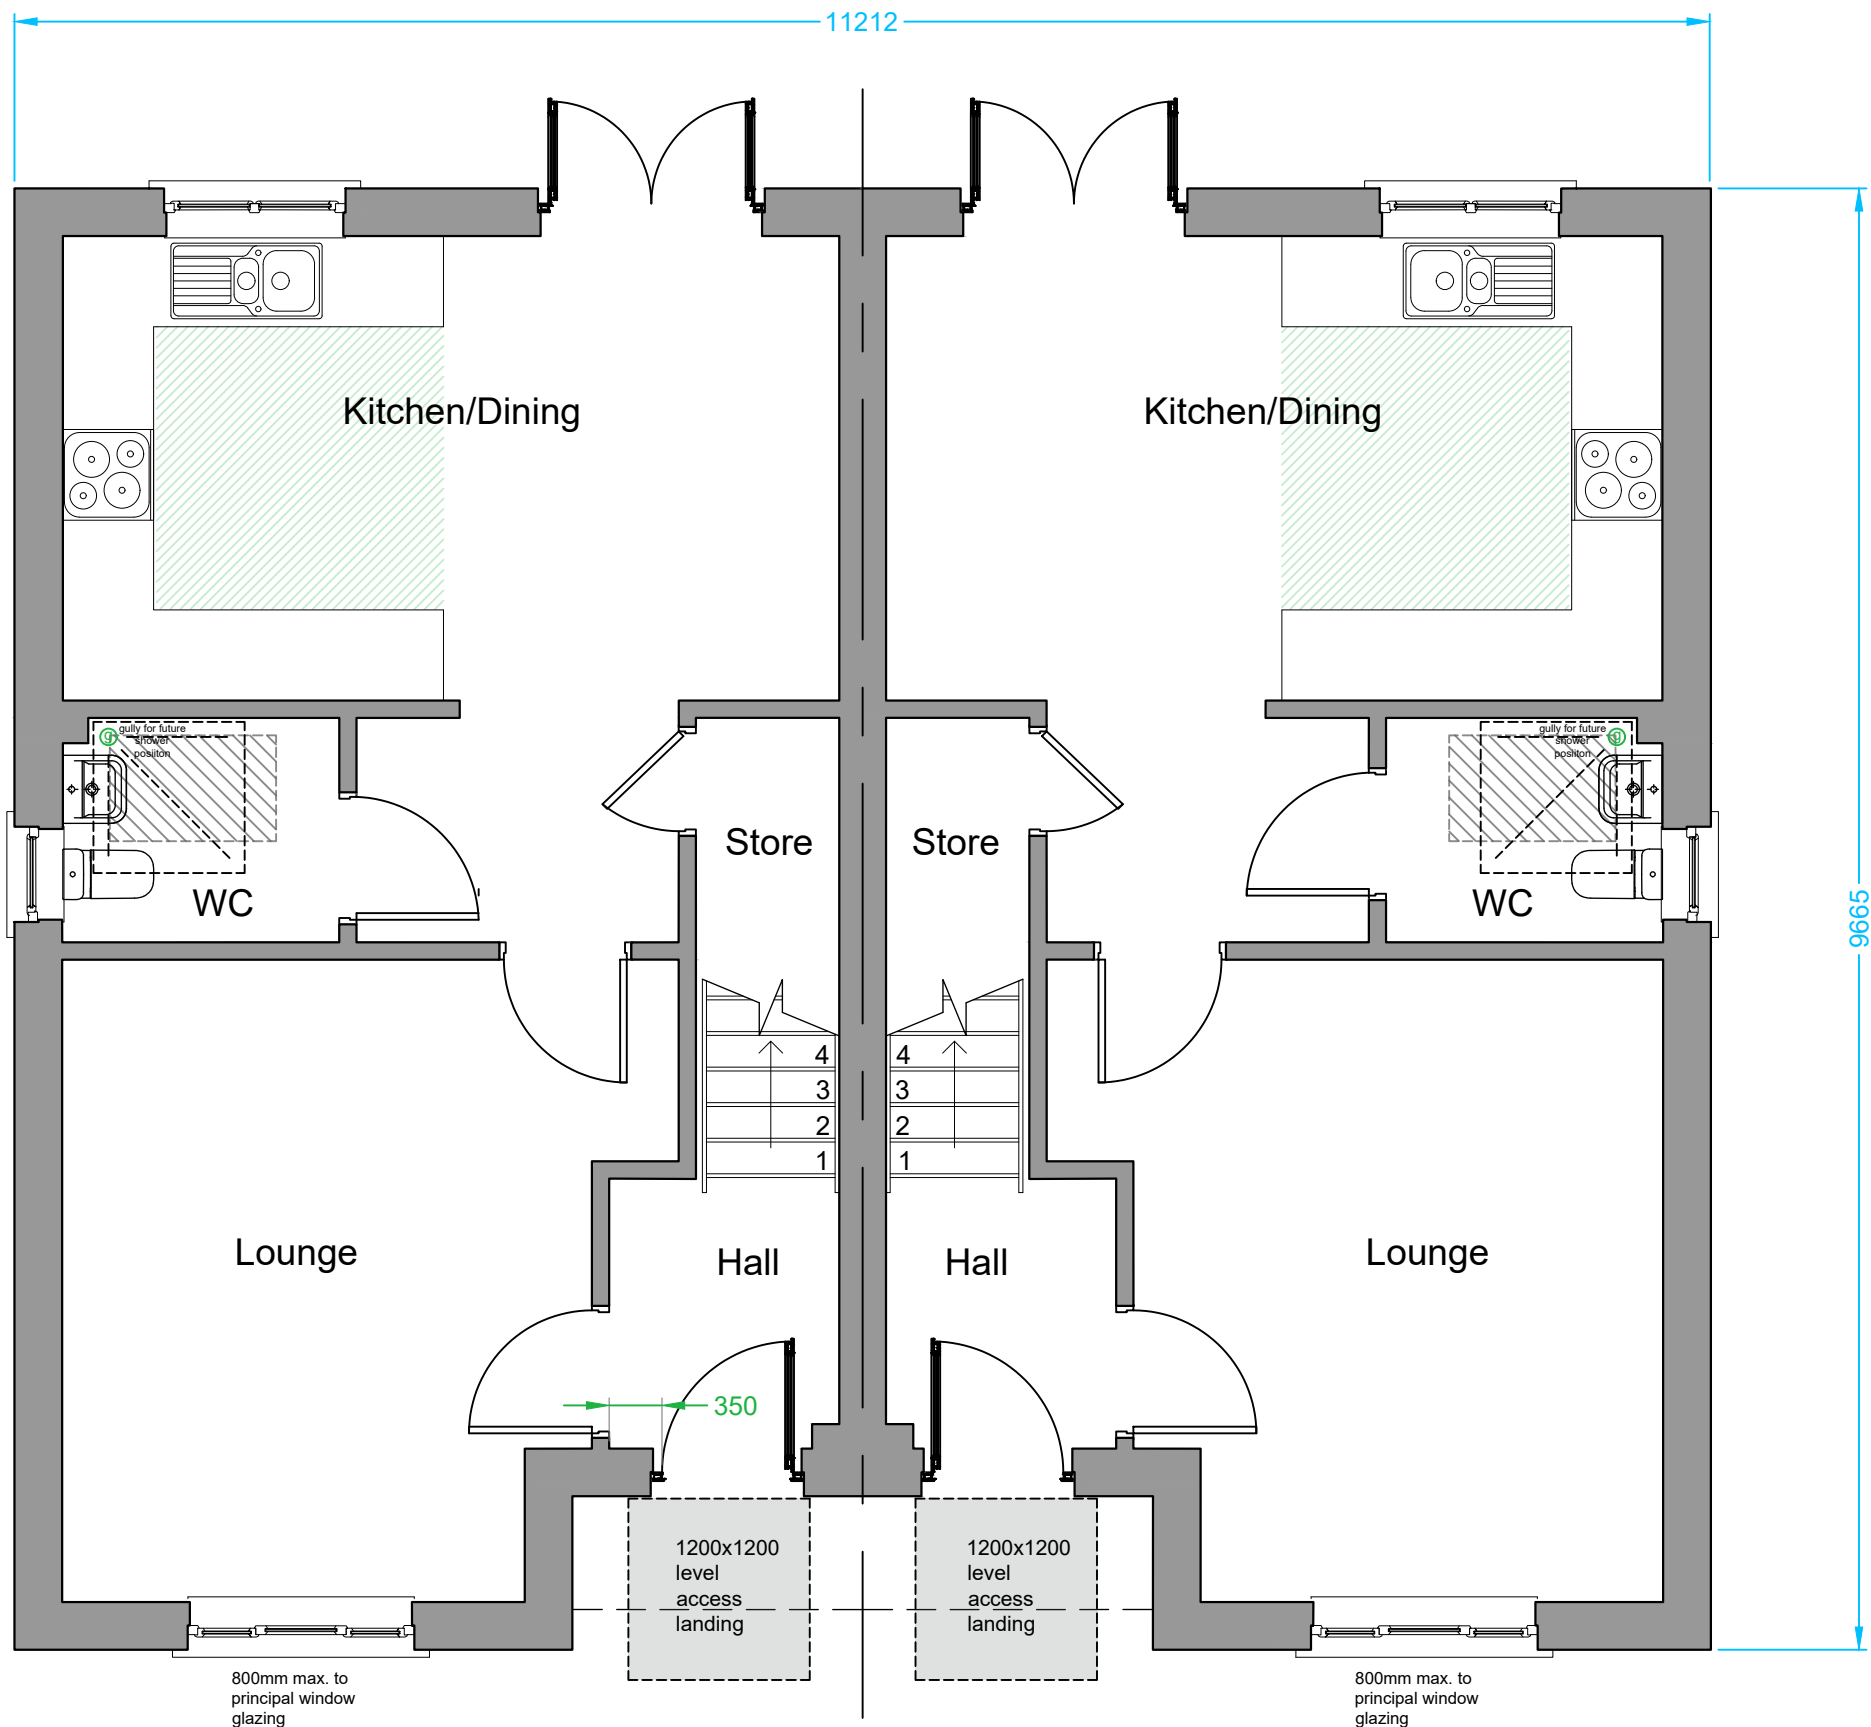 11212
Kitchen/Dining
Kitchen/Dining
g
gully for future
shower
posiiton
gully for future
shower
posiiton
g
Store
Store
WC
WC
9665
4
4
3
3
2
2
1
1
Lounge
Hall
Hall
Lounge
350
1200x1200
level
access
landing
1200x1200
level
access
landing
800mm max. to
principal window
glazing
800mm max. to
principal window
glazing